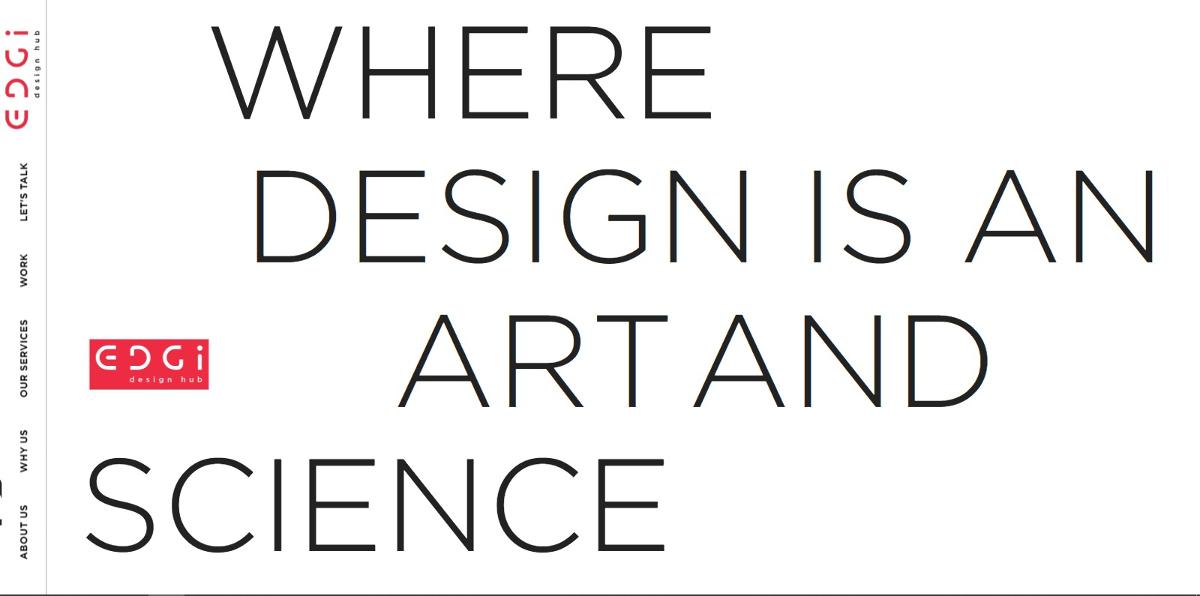 EDGi
design hub
LET'S TALK
WORK
OUR SERVICES
WHY US
ABOUT US
WHERE
DESIGN IS AN
ART AND
EDGi
design hub
SCIENCE